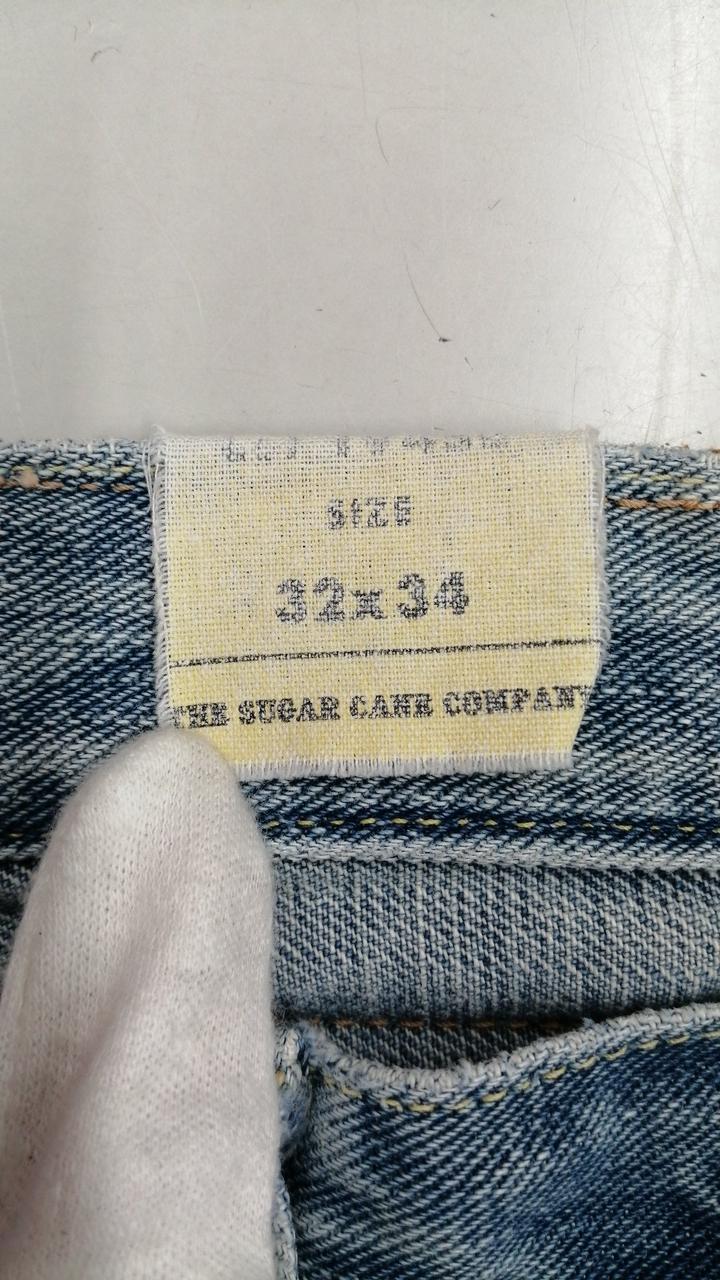 SIZE
32x34
THE SUGAR CANE COMPANY